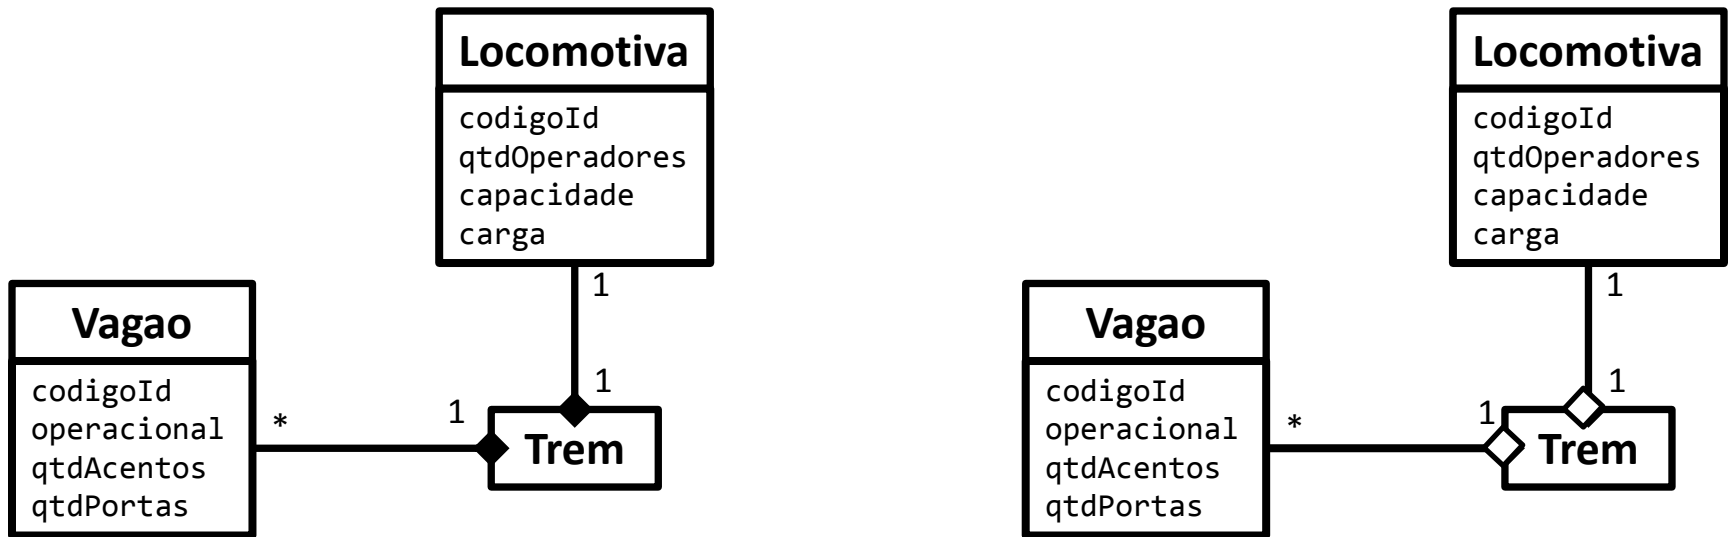 Locomotiva
codigoId
qtdOperadores
capacidade
carga
1
1
Vagao
codigoId
operacional
qtdAcentos
qtdPortas
*
1
Trem
Locomotiva
codigoId
qtdOperadores
capacidade
carga
1
1
Vagao
codigoId
operacional
qtdAcentos
qtdPortas
*
1
Trem